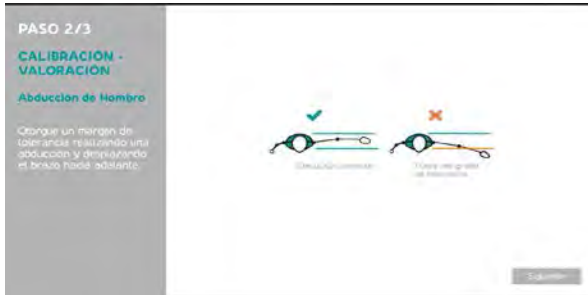 PASO 2/3
CALIBRACIÓN -
VALORACIÓN
Abducción de Hombro
Otorgue un margen de
tolerancia realizando una
abducción y desplazando
el brazo hacia adelante.
Siguiente